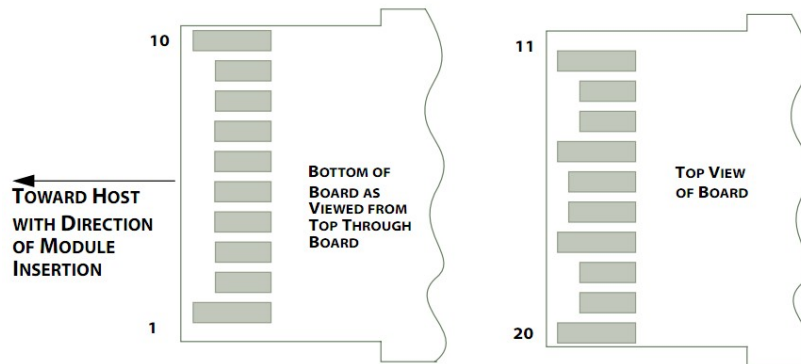 10
1
TOWARD HOST
WITH DIRECTION
OF MODULE
INSERTION
BOTTOM OF
BOARD AS
VIEWED FROM
TOP THROUGH
BOARD
11
20
TOP VIEW
OF BOARD